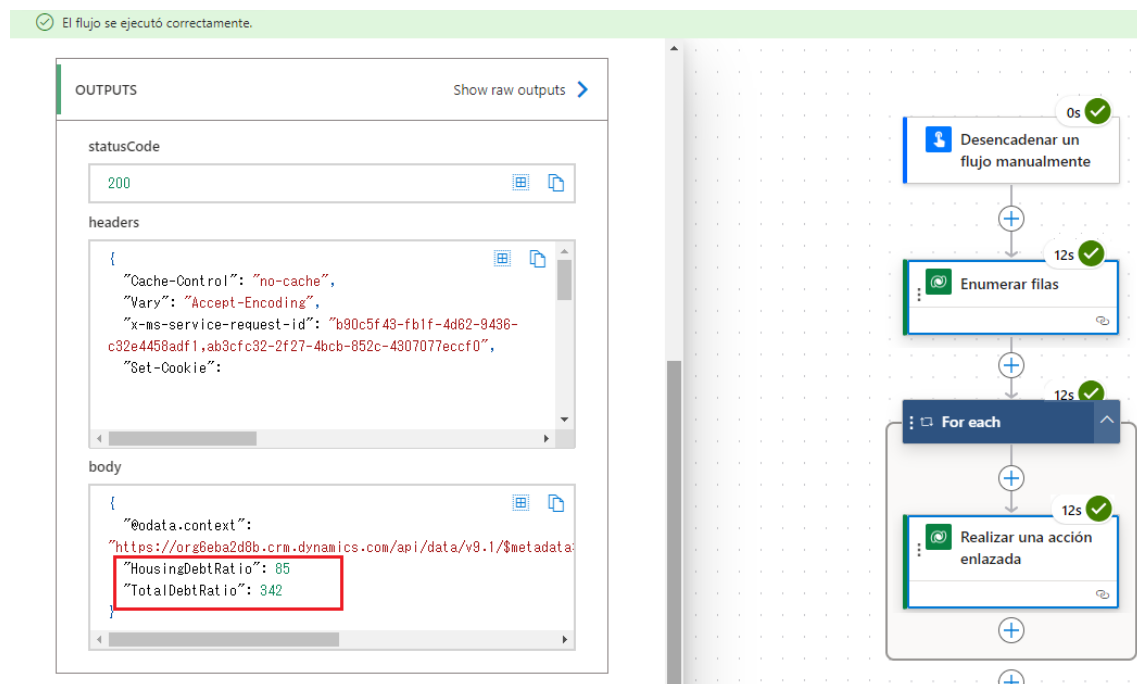 El flujo se ejecutó correctamente.
OUTPUTS
Show raw outputs
statusCode
200
headers
{
"Cache-Control": "no-cache",
"Vary": "Accept-Encoding",
"x-ms-service-request-id": "b90c5f43-fb1f-4d62-9436-
c32e4458adf1,ab3cfc32-2f27-4bcb-852c-4307077eccf0",
"Set-Cookie":
body
{
"@odata.context":
"https://org6eba2d8b.crm.dynamics.com/api/data/v9.1/$metadata
"HousingDebtRatio": 85
"TotalDebtRatio": 342
}
0s
Desencadenar un
flujo manualmente
12s
Enumerar filas
12s
For each
12s
Realizar una acción
enlazada